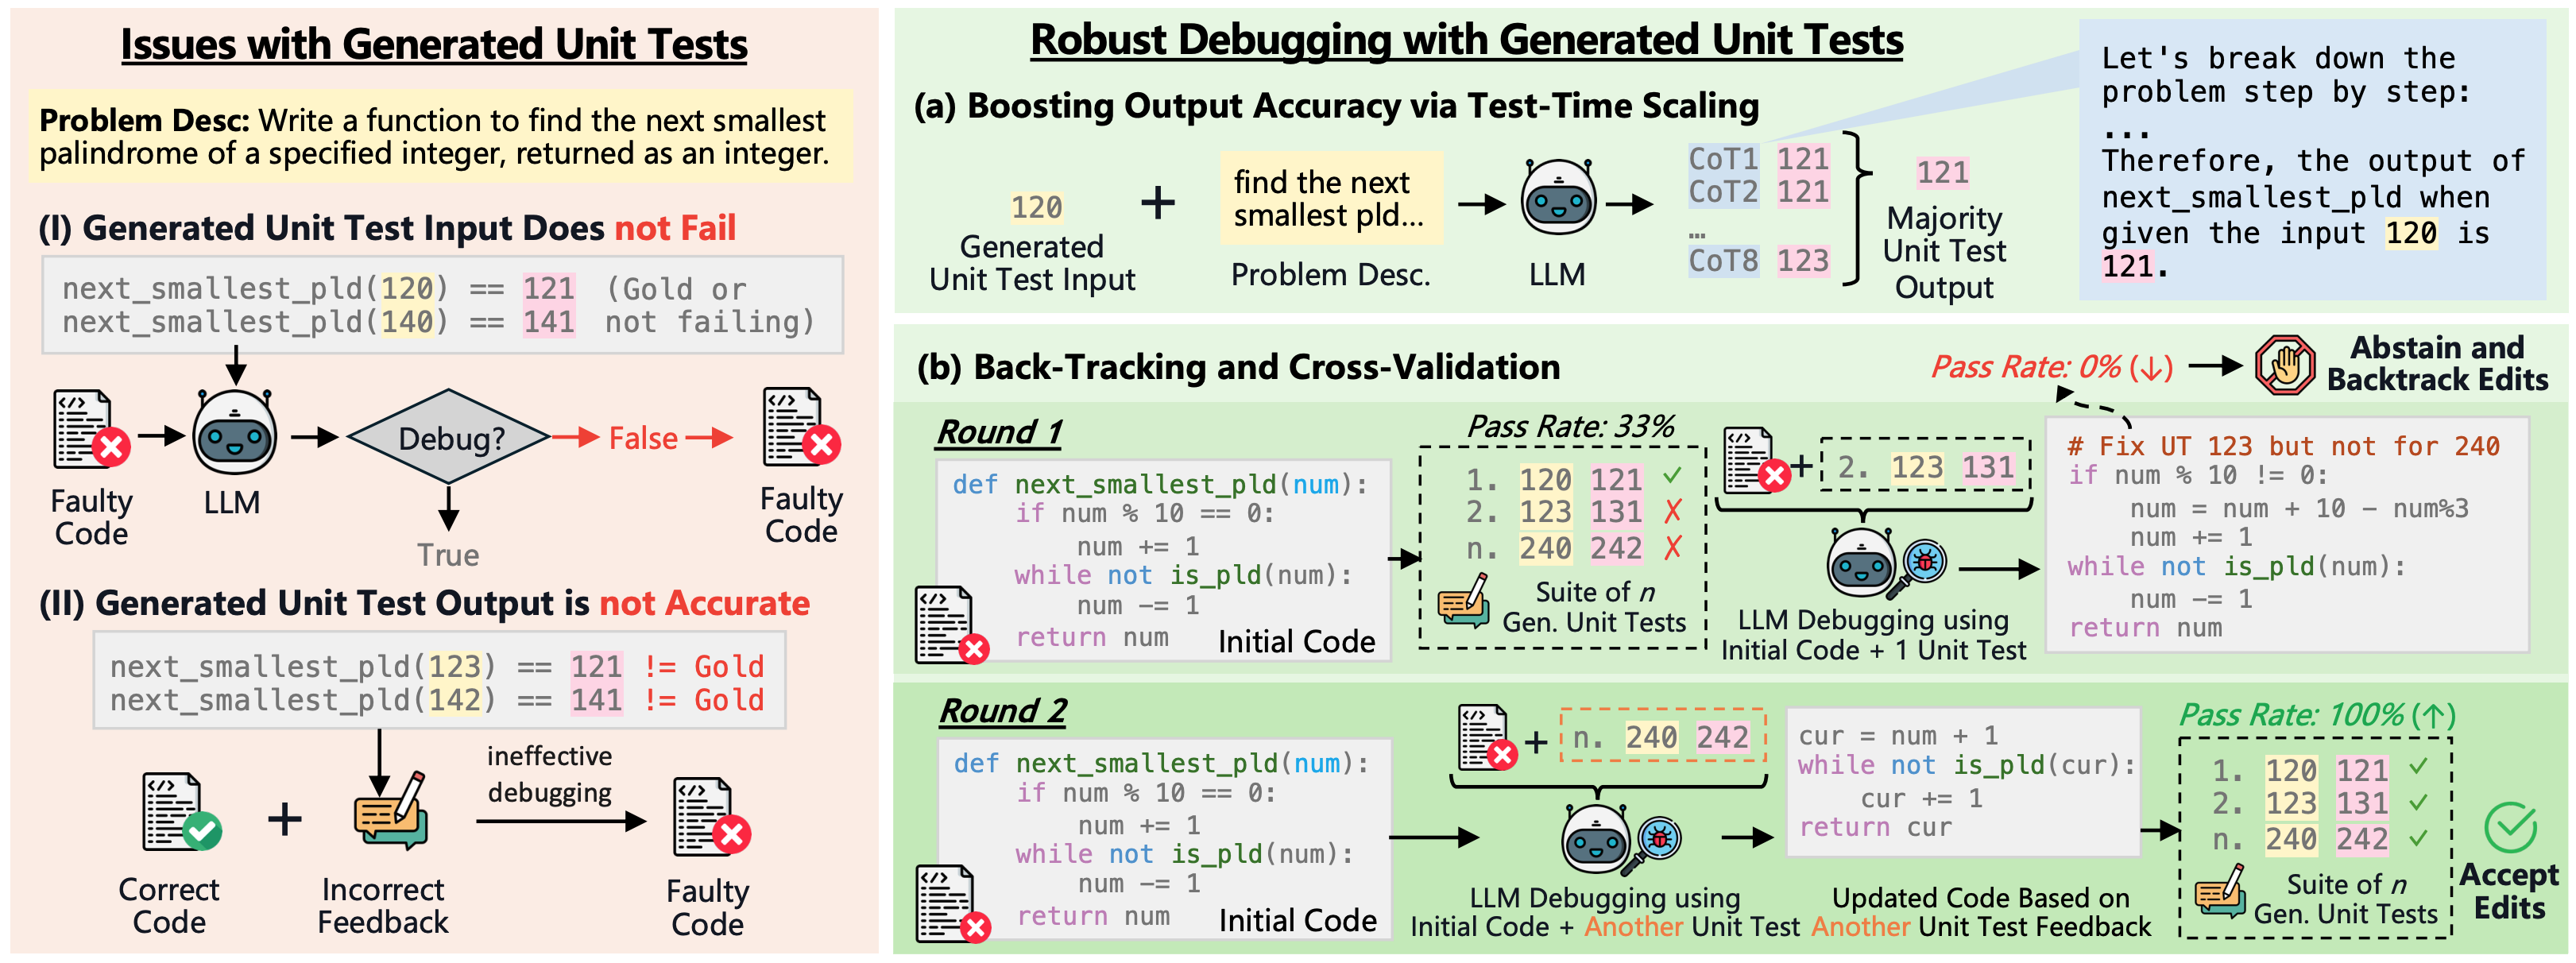 Issues with Generated Unit Tests
Problem Desc: Write a function to find the next smallest
palindrome of a specified integer, returned as an integer.
(I) Generated Unit Test Input Does not Fail
next_smallest_pld(120) == 121 (Gold or
next_smallest_pld(140) == 141 not failing)
Debug?
False
Faulty
Code
LLM
Faulty
Code
True
(II) Generated Unit Test Output is not Accurate
next_smallest_pld(123) == 121 != Gold
next_smallest_pld(142) == 141 != Gold
ineffective
debugging
+
Correct
Code
Incorrect
Feedback
Faulty
Code
Robust Debugging with Generated Unit Tests
(a) Boosting Output Accuracy via Test-Time Scaling
120
Generated
Unit Test Input
+
find the next
smallest pld...
Problem Desc.
LLM
CoT1 121
CoT2 121
...
CoT8 123
121
Majority
Unit Test
Output
Let's break down the
problem step by step:
...
Therefore, the output of
next_smallest_pld when
given the input 120 is
121.
(b) Back-Tracking and Cross-Validation
Pass Rate: 0% (↓)
Abstain and
Backtrack Edits
Round 1
def next_smallest_pld(num):
if num % 10 == 0:
num += 1
while not is_pld(num):
num -= 1
return num
Initial Code
Pass Rate: 33%
1. 120 121 ✓
2. 123 131 ✗
n. 240 242 ✗
Suite of n
Gen. Unit Tests
+ 2. 123 131
LLM Debugging using
Initial Code + 1 Unit Test
# Fix UT 123 but not for 240
if num % 10 != 0:
num = num + 10 - num%3
num += 1
while not is_pld(num):
num -= 1
return num
Round 2
def next_smallest_pld(num):
if num % 10 == 0:
num += 1
while not is_pld(num):
num -= 1
return num
Initial Code
+ n. 240 242
LLM Debugging using
Initial Code + Another Unit Test
cur = num + 1
while not is_pld(cur):
cur += 1
return cur
Updated Code Based on
Another Unit Test Feedback
Pass Rate: 100% (↑)
1. 120 121 ✓
2. 123 131 ✓
n. 240 242 ✓
Suite of n
Gen. Unit Tests
Accept
Edits